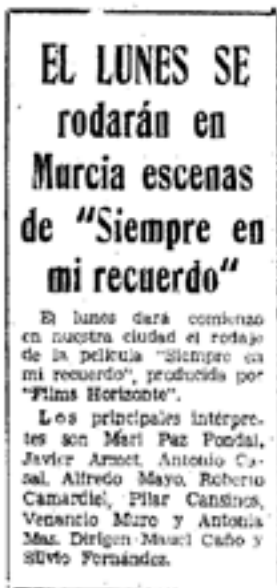 EL LUNES SE
rodarán en
Murcia escenas
de "Siempre en
mi recuerdo"
El lunes dará comienzo
en nuestra ciudad el rodaje
de la película "Siempre en
mi recuerdo", producida por
"Films Horizonte".
Los principales intérpre-
tes son Mari Paz Pondal,
Javier Armet, Antonio Ca-
sal, Alfredo Mayo, Roberto
Camardiel, Pilar Cansinos,
Venancio Muro y Antonia
Mas. Dirigen Manel Caño y
Silvio Fernández.